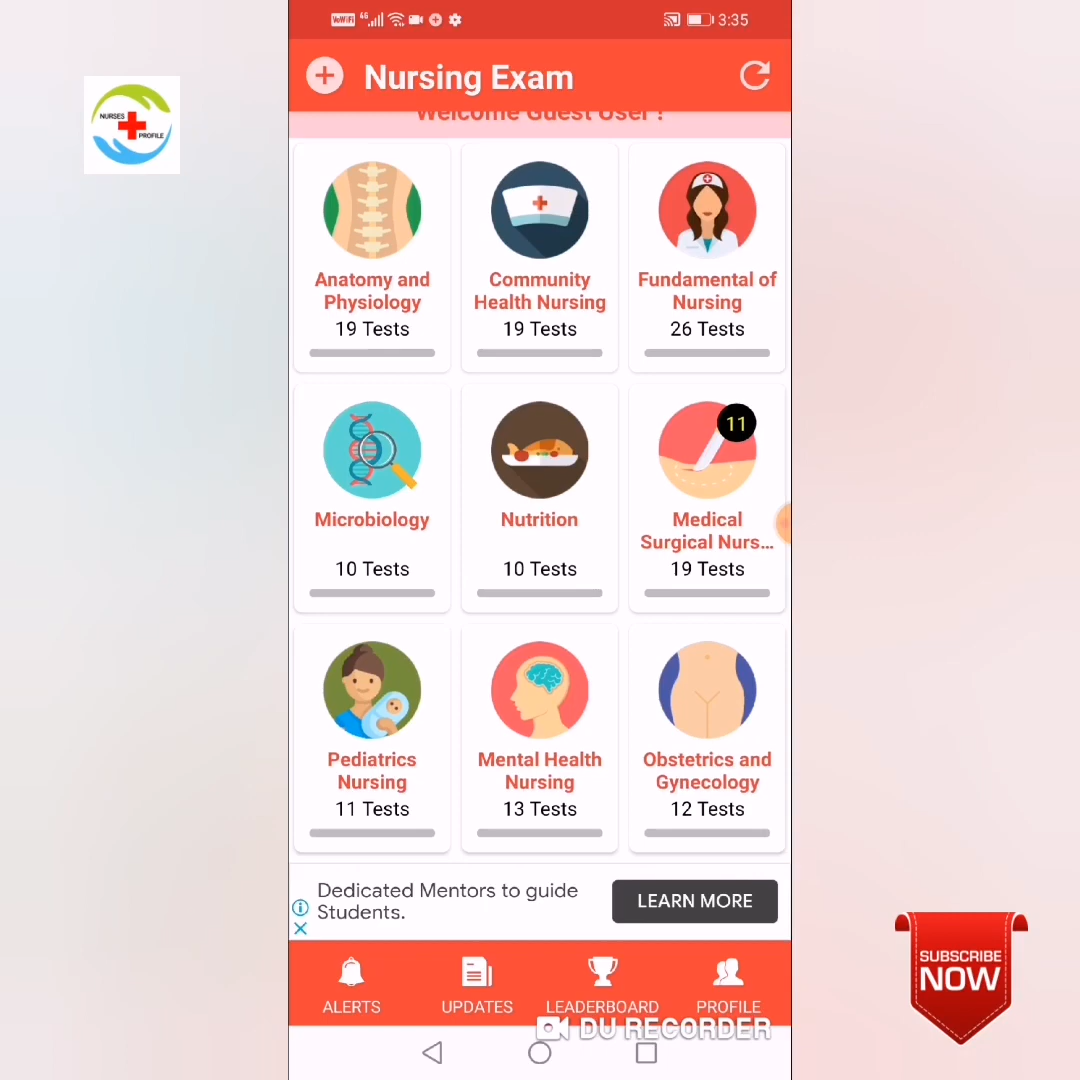 VoWiFi 4G 3:35
NURSES PROFILE
Nursing Exam
Welcome Guest User !
Anatomy and
Physiology
19 Tests
Community
Health Nursing
19 Tests
Fundamental of
Nursing
26 Tests
Microbiology
10 Tests
Nutrition
10 Tests
11
Medical
Surgical Nurs...
19 Tests
Pediatrics
Nursing
11 Tests
Mental Health
Nursing
13 Tests
Obstetrics and
Gynecology
12 Tests
Dedicated Mentors to guide
Students.
LEARN MORE
ALERTS
UPDATES
LEADERBOARD
PROFILE
DU RECORDER
SUBSCRIBE
NOW